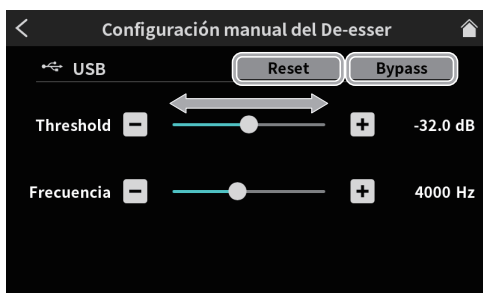 Configuración manual del De-esser
USB Reset Bypass
Threshold - + -32.0 dB
Frecuencia - + 4000 Hz